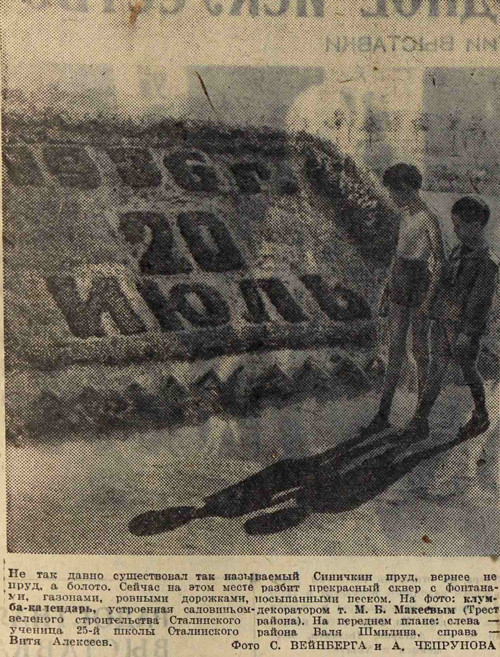 1936г.
20
ИЮЛЬ
Не так давно существовал так называемый Синичкин пруд, вернее не
пруд, а болото. Сейчас на этом месте разбит прекрасный сквер с фонтана-
ми, газонами, ровными дорожками, посыпанными песком. На фото: клум-
ба-календарь, устроенная садовником-декоратором т. М. Б. Макеевым (Трест
зеленого строительства Сталинского района). На переднем плане: слева —
ученица 25-й школы Сталинского района Валя Шмилина, справа —
Витя Алексеев.
Фото С. ВЕЙНБЕРГА и А. ЧЕПРУНОВА